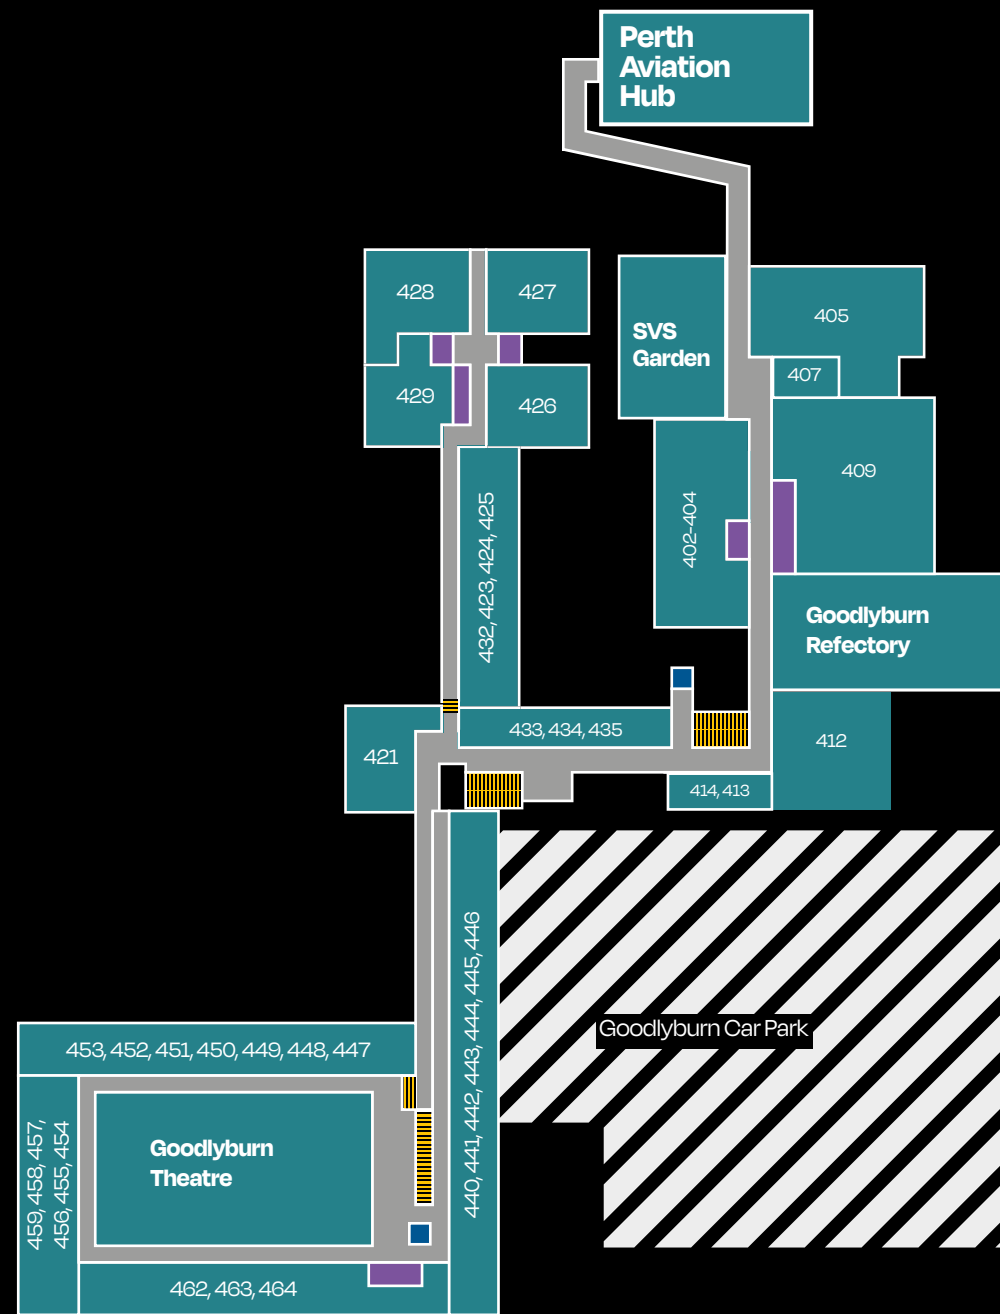 Perth
Aviation
Hub
428
427
SVS
Garden
405
407
429
426
409
432, 423, 424, 425
402-404
Goodlyburn
Refectory
433, 434, 435
412
421
414, 413
440, 441, 442, 443, 444, 445, 446
Goodlyburn Car Park
453, 452, 451, 450, 449, 448, 447
459, 458, 457,
456, 455, 454
Goodlyburn
Theatre
462, 463, 464